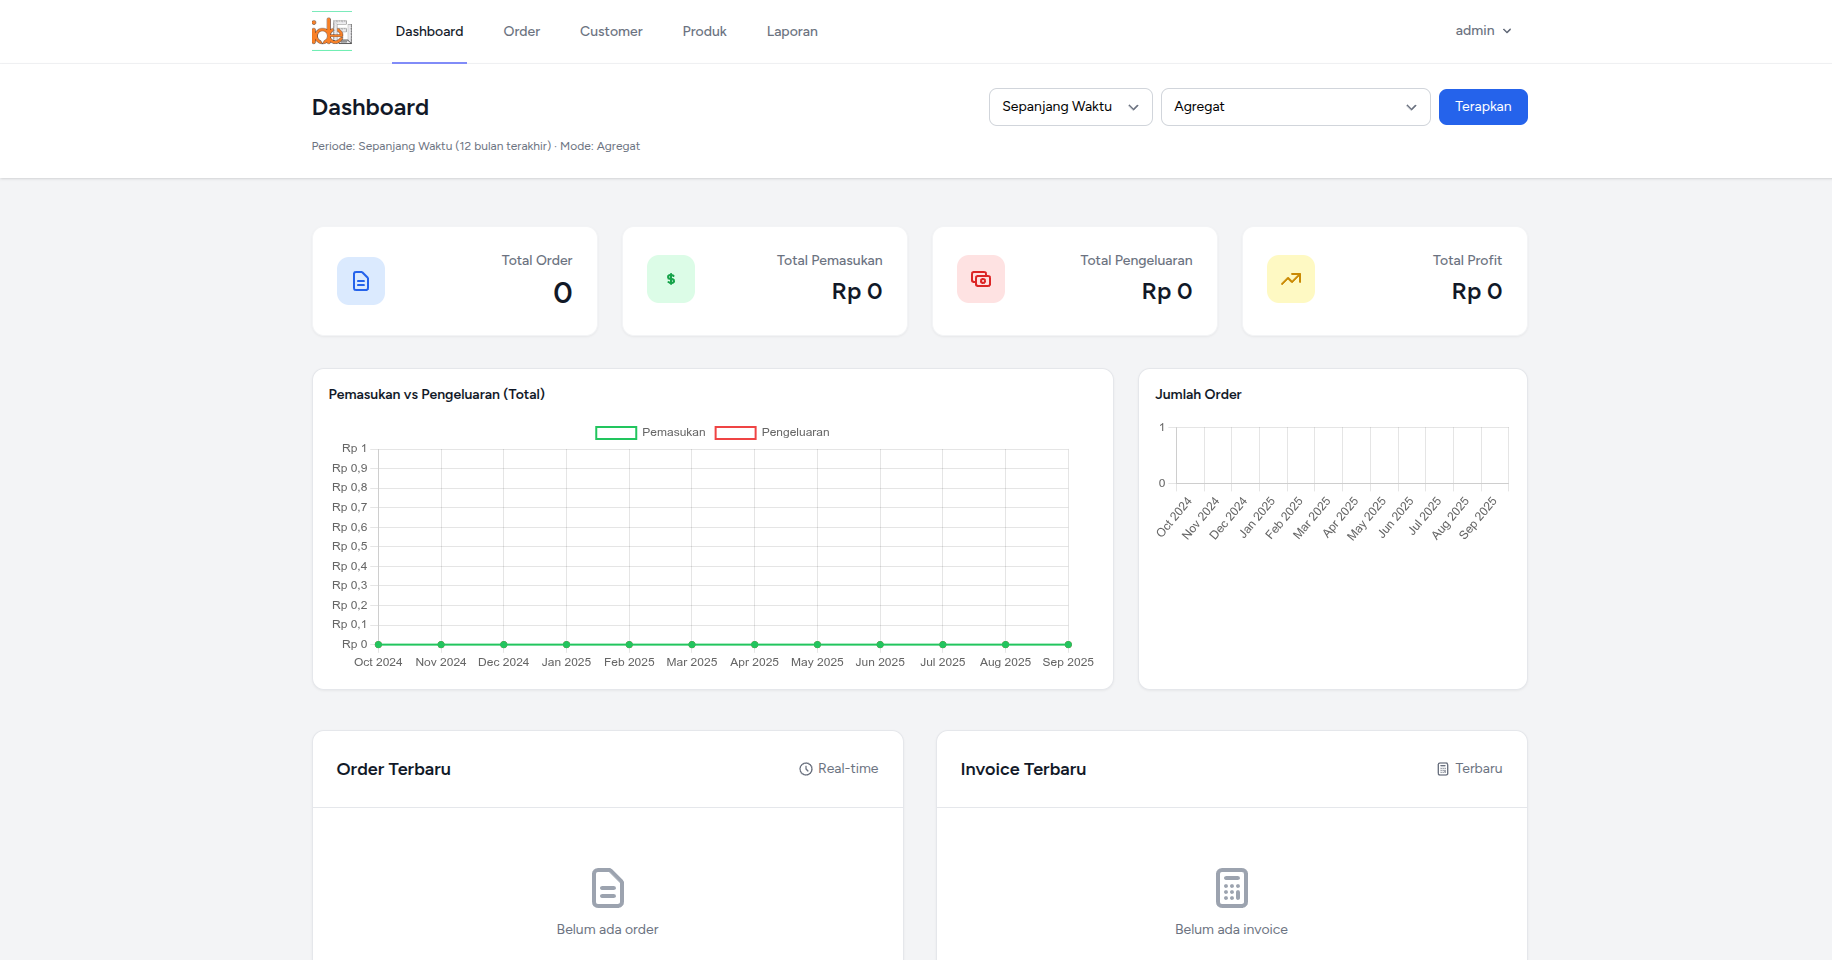 ide
Dashboard Order Customer Produk Laporan admin
Dashboard Sepanjang Waktu Agregat Terapkan
Periode: Sepanjang Waktu (12 bulan terakhir) · Mode: Agregat
Total Order
0
Total Pemasukan
Rp 0
Total Pengeluaran
Rp 0
Total Profit
Rp 0
Pemasukan vs Pengeluaran (Total)
Pemasukan Pengeluaran
Rp 1
Rp 0,9
Rp 0,8
Rp 0,7
Rp 0,6
Rp 0,5
Rp 0,4
Rp 0,3
Rp 0,2
Rp 0,1
Rp 0
Oct 2024 Nov 2024 Dec 2024 Jan 2025 Feb 2025 Mar 2025 Apr 2025 May 2025 Jun 2025 Jul 2025 Aug 2025 Sep 2025
Jumlah Order
1
0
Oct 2024 Nov 2024 Dec 2024 Jan 2025 Feb 2025 Mar 2025 Apr 2025 May 2025 Jun 2025 Jul 2025 Aug 2025 Sep 2025
Order Terbaru Real-time
Belum ada order
Invoice Terbaru Terbaru
Belum ada invoice